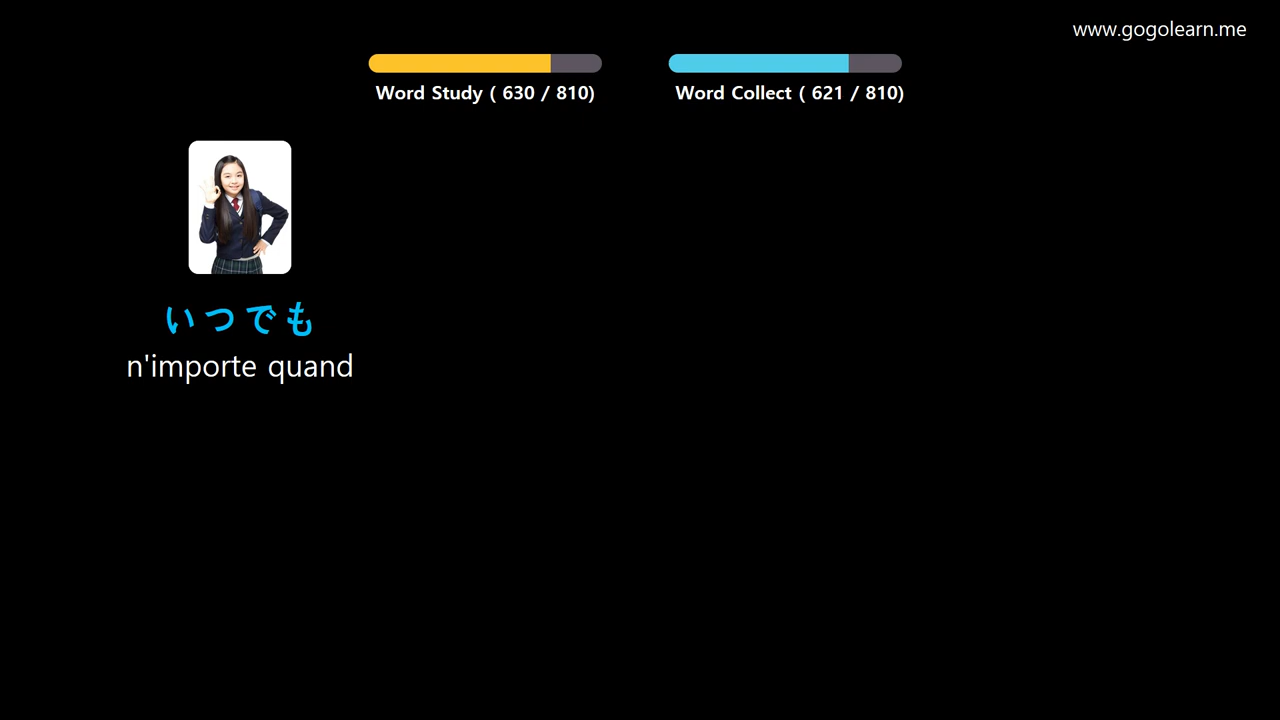 www.gogolearn.me
Word Study ( 630 / 810)
Word Collect ( 621 / 810)
いつでも
n'importe quand